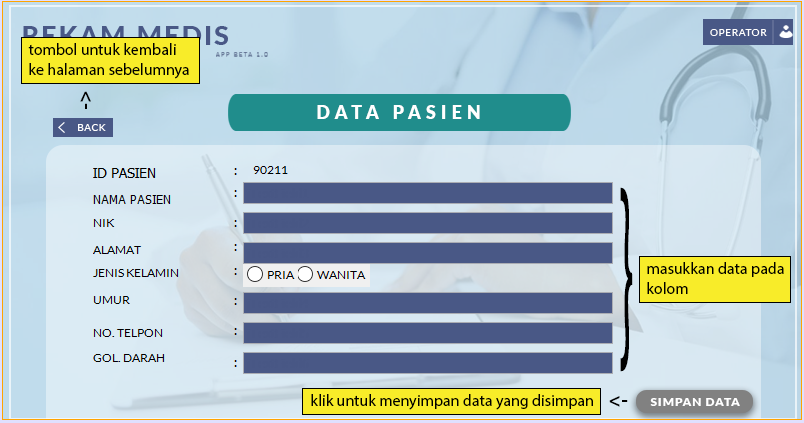 REKAM MEDIS
APP BETA 1.0
OPERATOR
tombol untuk kembali
ke halaman sebelumnya
<
-
BACK
DATA PASIEN
ID PASIEN : 90211
NAMA PASIEN :
NIK :
ALAMAT :
JENIS KELAMIN : PRIA WANITA
UMUR :
NO. TELPON :
GOL. DARAH :
masukkan data pada
kolom
klik untuk menyimpan data yang disimpan <- SIMPAN DATA